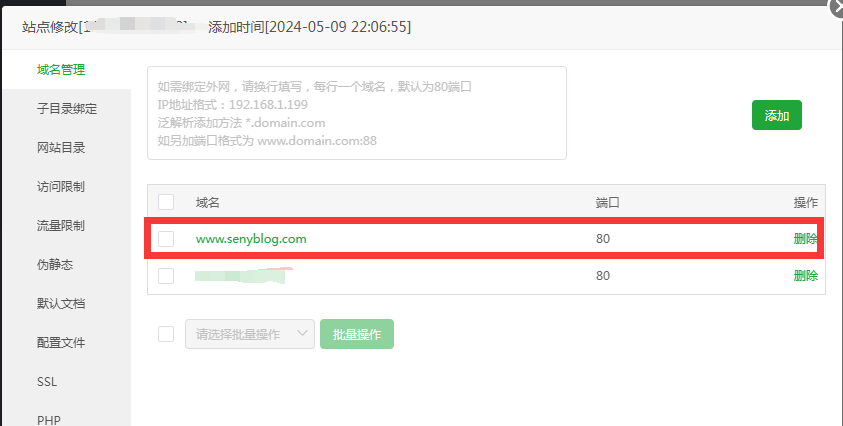 站点修改[1 添加时间[2024-05-09 22:06:55]
域名管理
子目录绑定
网站目录
访问限制
流量限制
伪静态
默认文档
配置文件
SSL
PHP
如需绑定外网，请换行填写，每行一个域名，默认为80端口
IP地址格式：192.168.1.199
泛解析添加方法 *.domain.com
如另加端口格式为 www.domain.com:88
添加
域名 端口 操作
www.senyblog.com 80 删除
80 删除
请选择批量操作 批量操作